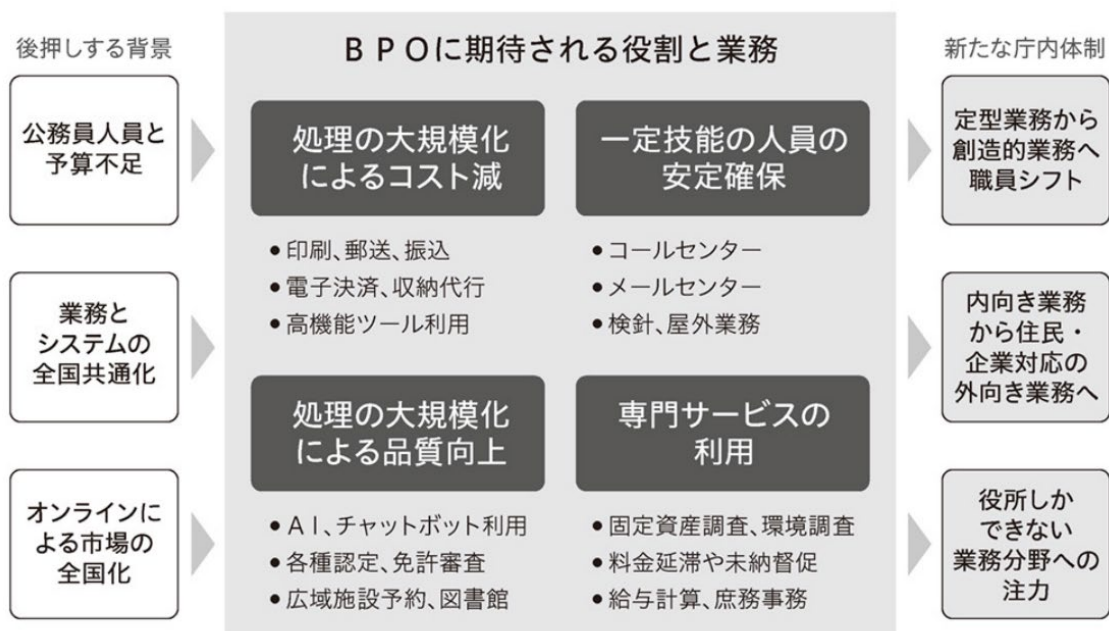 後押しする背景
公務員人員と
予算不足
業務と
システムの
全国共通化
オンラインに
よる市場の
全国化
BPOに期待される役割と業務
処理の大規模化
によるコスト減
●印刷、郵送、振込
●電子決済、収納代行
●高機能ツール利用
一定技能の人員の
安定確保
●コールセンター
●メールセンター
●検針、屋外業務
処理の大規模化
による品質向上
●AI、チャットボット利用
●各種認定、免許審査
●広域施設予約、図書館
専門サービスの
利用
●固定資産調査、環境調査
●料金延滞や未納督促
●給与計算、庶務事務
新たな庁内体制
定型業務から
創造的業務へ
職員シフト
内向き業務
から住民・
企業対応の
外向き業務へ
役所しか
できない
業務分野への
注力